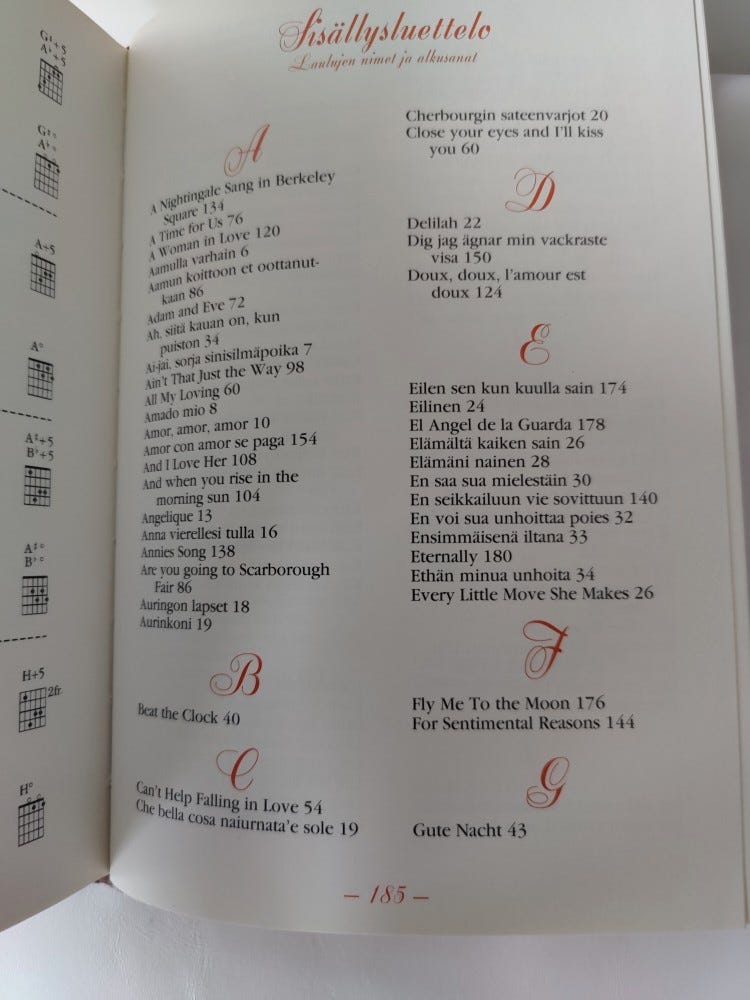 G♯+5
A♭+5
G♯°
A♭°
A+5
A°
A♯+5
B♭+5
A♯°
B♭°
H+5
2fr.
H°
Sisällysluettelo
Laulujen nimet ja alkusanat
A
A Nightingale Sang in Berkeley
Square 134
A Time for Us 76
A Woman in Love 120
Aamulla varhain 6
Aamun koittoon et oottanut-
kaan 86
Adam and Eve 72
Ah, siitä kauan on, kun
puiston 34
Ai-jai, sorja sinisilmäpoika 7
Ain't That Just the Way 98
All My Loving 60
Amado mio 8
Amor, amor, amor 10
Amor con amor se paga 154
And I Love Her 108
And when you rise in the
morning sun 104
Angelique 13
Anna vierellesi tulla 16
Annies Song 138
Are you going to Scarborough
Fair 86
Auringon lapset 18
Aurinkoni 19
B
Beat the Clock 40
C
Can't Help Falling in Love 54
Che bella cosa naiurnata'e sole 19
Cherbourgin sateenvarjot 20
Close your eyes and I'll kiss
you 60
D
Delilah 22
Dig jag ägnar min vackraste
visa 150
Doux, doux, l'amour est
doux 124
E
Eilen sen kun kuulla sain 174
Eilinen 24
El Angel de la Guarda 178
Elämältä kaiken sain 26
Elämäni nainen 28
En saa sua mielestäin 30
En seikkailuun vie sovittuun 140
En voi sua unhoittaa poies 32
Ensimmäisenä iltana 33
Eternally 180
Ethän minua unhoita 34
Every Little Move She Makes 26
F
Fly Me To the Moon 176
For Sentimental Reasons 144
G
Gute Nacht 43
– 185 –